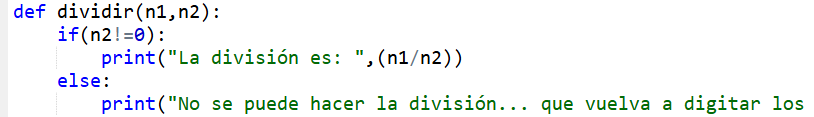 def dividir(n1,n2):
    if(n2!=0):
        print("La división es: ",(n1/n2))
    else:
        print("No se puede hacer la división... que vuelva a digitar los